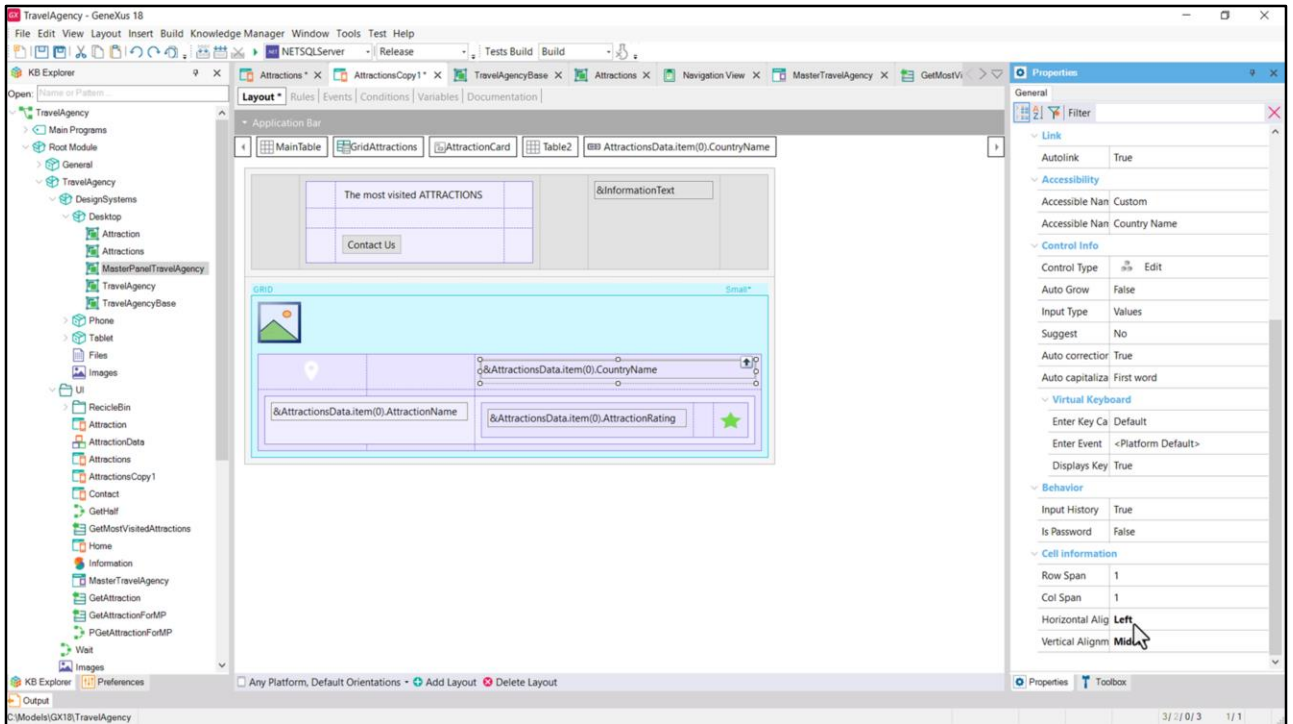 GX TravelAgency - GeneXus 18
File Edit View Layout Insert Build Knowledge Manager Window Tools Test Help
NETSQLServer Release Tests Build Build
KB Explorer
Open: Name or Pattern...
Attractions * X AttractionsCopy1 * X TravelAgencyBase X Attractions X Navigation View X MasterTravelAgency X GetMostVi
Layout * Rules Events Conditions Variables Documentation
Application Bar
MainTable GridAttractions AttractionCard Table2 AttractionsData.item(0).CountryName
The most visited ATTRACTIONS
&InformationText
Contact Us
GRID Small*
&AttractionsData.item(0).CountryName
&AttractionsData.item(0).AttractionName
&AttractionsData.item(0).AttractionRating
TravelAgency
Main Programs
Root Module
General
TravelAgency
DesignSystems
Desktop
Attraction
Attractions
MasterPanelTravelAgency
TravelAgency
TravelAgencyBase
Phone
Tablet
Files
Images
UI
RecicleBin
Attraction
AttractionData
Attractions
AttractionsCopy1
Contact
GetHalf
GetMostVisitedAttractions
Home
Information
MasterTravelAgency
GetAttraction
GetAttractionForMP
PGetAttractionForMP
Wait
Images
KB Explorer Preferences
Any Platform, Default Orientations Add Layout Delete Layout
Output
C:\Models\GX18\TravelAgency
3/ 2/ 0/ 3 1/ 1
Properties
General
Filter
Link
Autolink True
Accessibility
Accessible Nam Custom
Accessible Nam Country Name
Control Info
Control Type Edit
Auto Grow False
Input Type Values
Suggest No
Auto correction True
Auto capitaliza First word
Virtual Keyboard
Enter Key Ca Default
Enter Event <Platform Default>
Displays Key True
Behavior
Input History True
Is Password False
Cell information
Row Span 1
Col Span 1
Horizontal Alig Left
Vertical Alignm
Properties Toolbox